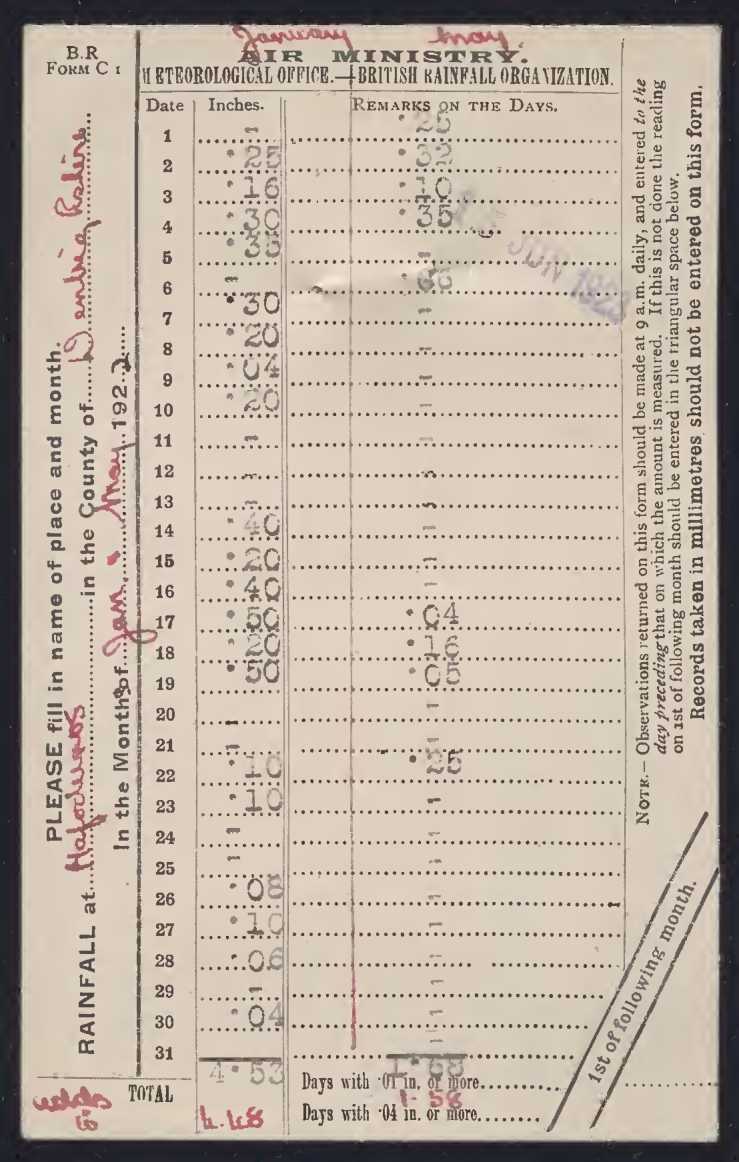 January May.
B.R
FORM C 1
AIR MINISTRY.
METEOROLOGICAL OFFICE.—BRITISH RAINFALL ORGANIZATION.
Date Inches. REMARKS ON THE DAYS.
1 - ·25
2 ·25 ·32
3 ·16 ·10
4 ·30 ·35
5 ·35 -
6 - ·06
7 ·30 -
8 ·20 -
9 ·04 -
10 ·20 -
11 - -
12 - -
13 - -
14 ·40 -
15 ·20 -
16 ·40 -
17 ·50 ·04
18 ·20 ·16
19 ·50 ·05
20 - -
21 -
22 ·10 ·25
23 ·10 -
24 - -
25 - -
26 ·08 -
27 ·10 -
28 ·06 -
29 - -
30 ·04 -
31 -
TOTAL 4·53 1·68
4.48 1.58
Days with ·01 in. or more
Days with ·04 in. or more
PLEASE fill in name of place and month.
RAINFALL at in the County of Denbighshire
In the Month of Jan. & May 1922
NOTE.—Observations returned on this form should be made at 9 a.m. daily, and entered to the
day preceding that on which the amount is measured. If this is not done the reading
on 1st of following month should be entered in the triangular space below.
Records taken in millimetres should not be entered on this form.
1st of following month.
JUN 1923